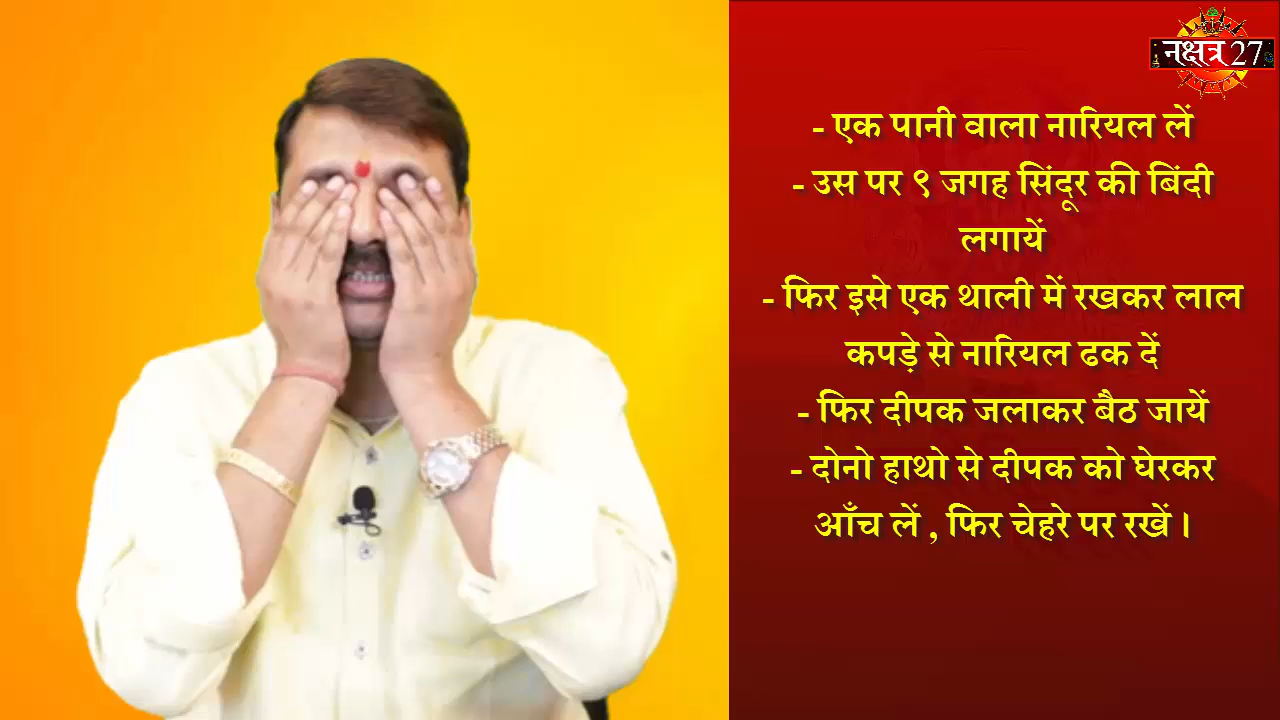 नक्षत्र 27
- एक पानी वाला नारियल लें
- उस पर ९ जगह सिंदूर की बिंदी
लगायें
- फिर इसे एक थाली में रखकर लाल
कपड़े से नारियल ढक दें
- फिर दीपक जलाकर बैठ जायें
- दोनो हाथो से दीपक को घेरकर
आँच लें , फिर चेहरे पर रखें ।